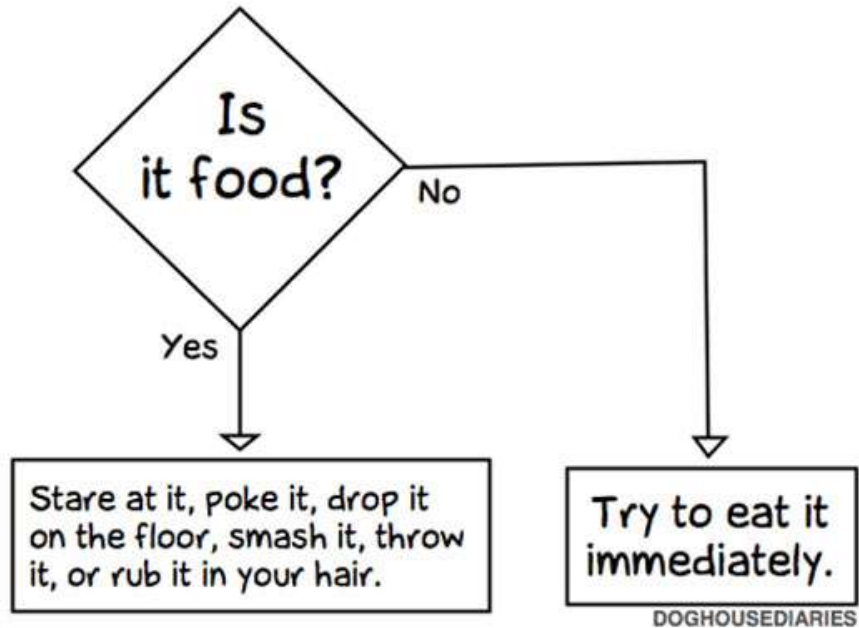 Is
it food?
No
Yes
Stare at it, poke it, drop it
on the floor, smash it, throw
it, or rub it in your hair.
Try to eat it
immediately.
DOGHOUSEDIARIES